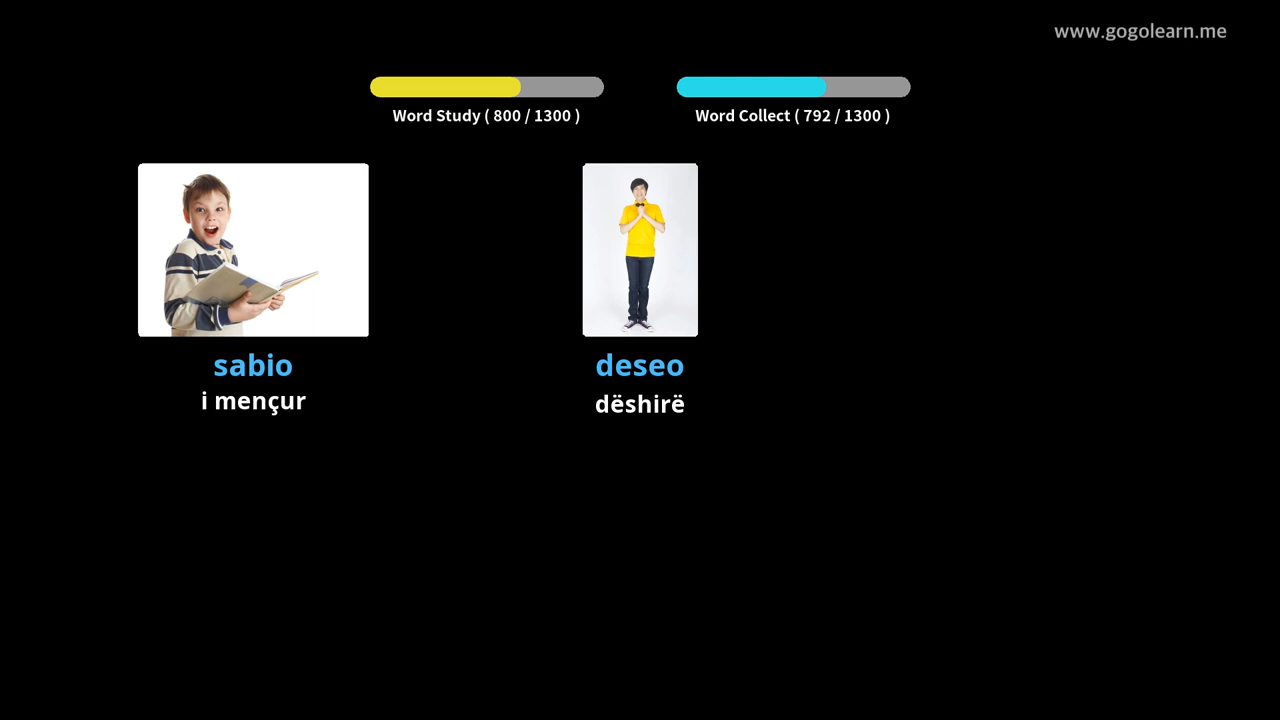 www.gogolearn.me
Word Study ( 800 / 1300 )
Word Collect ( 792 / 1300 )
sabio
i mençur
deseo
dëshirë